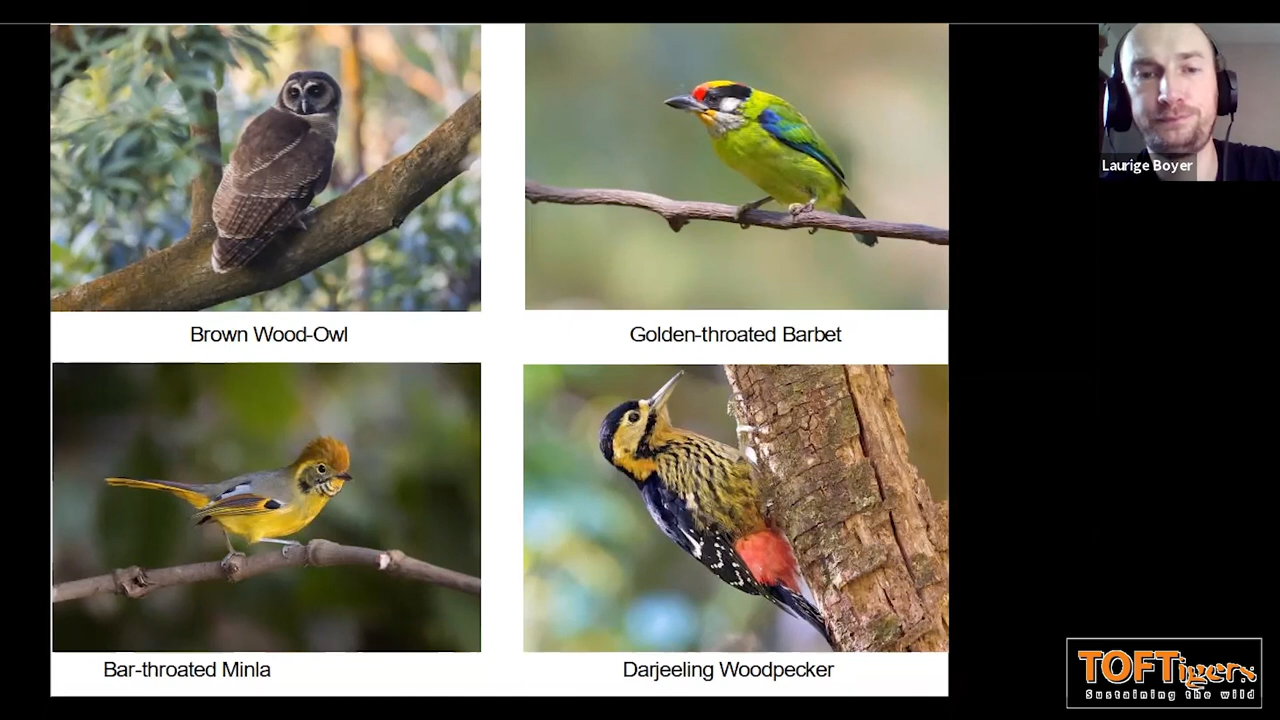 Laurige Boyer
Brown Wood-Owl
Golden-throated Barbet
Bar-throated Minla
Darjeeling Woodpecker
TOFTigers
Sustaining the wild